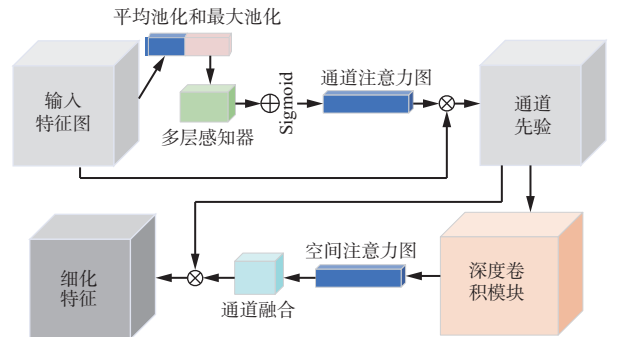 平均池化和最大池化
输入
特征图
多层感知器
Sigmoid
通道注意力图
通道
先验
细化
特征
通道融合
空间注意力图
深度卷
积模块